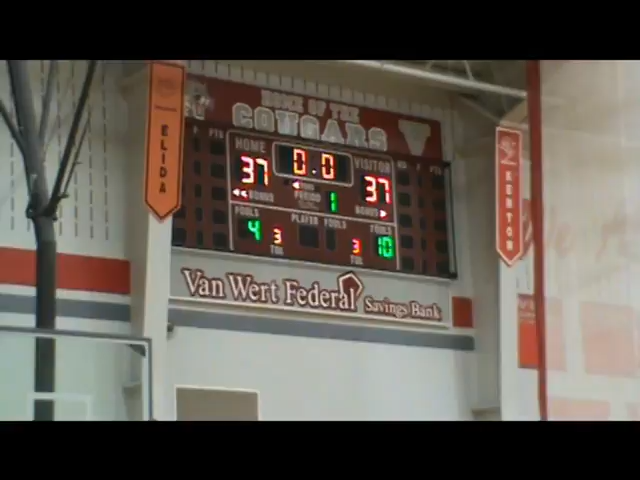 HOME OF THE
COUGARS
HOME
0.0
VISITOR
37
37
BONUS
PERIOD
1
BONUS
FOULS
PLAYER FOULS
FOULS
4
3
3
10
TOL
TOL
Van Wert Federal Savings Bank
ELIDA
KENTON
V